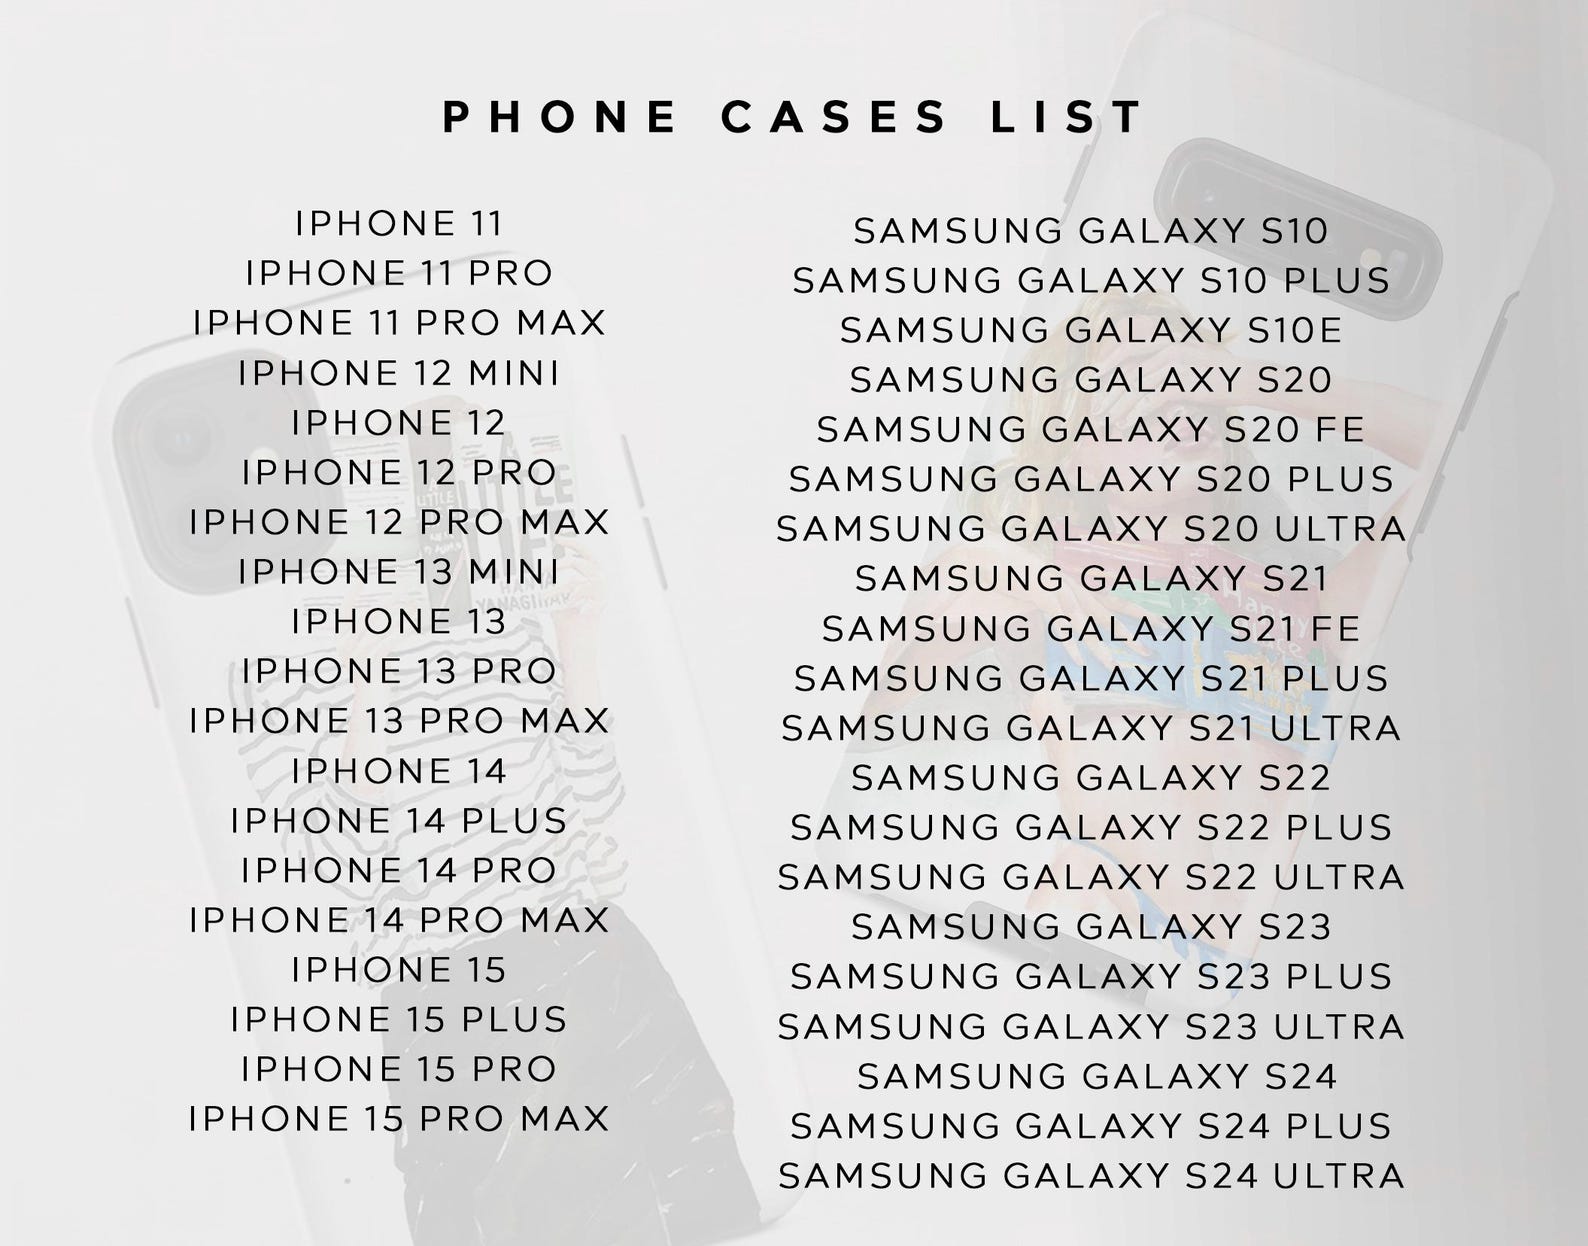 PHONE CASES LIST
IPHONE 11
IPHONE 11 PRO
IPHONE 11 PRO MAX
IPHONE 12 MINI
IPHONE 12
IPHONE 12 PRO
IPHONE 12 PRO MAX
IPHONE 13 MINI
IPHONE 13
IPHONE 13 PRO
IPHONE 13 PRO MAX
IPHONE 14
IPHONE 14 PLUS
IPHONE 14 PRO
IPHONE 14 PRO MAX
IPHONE 15
IPHONE 15 PLUS
IPHONE 15 PRO
IPHONE 15 PRO MAX
SAMSUNG GALAXY S10
SAMSUNG GALAXY S10 PLUS
SAMSUNG GALAXY S10E
SAMSUNG GALAXY S20
SAMSUNG GALAXY S20 FE
SAMSUNG GALAXY S20 PLUS
SAMSUNG GALAXY S20 ULTRA
SAMSUNG GALAXY S21
SAMSUNG GALAXY S21 FE
SAMSUNG GALAXY S21 PLUS
SAMSUNG GALAXY S21 ULTRA
SAMSUNG GALAXY S22
SAMSUNG GALAXY S22 PLUS
SAMSUNG GALAXY S22 ULTRA
SAMSUNG GALAXY S23
SAMSUNG GALAXY S23 PLUS
SAMSUNG GALAXY S23 ULTRA
SAMSUNG GALAXY S24
SAMSUNG GALAXY S24 PLUS
SAMSUNG GALAXY S24 ULTRA